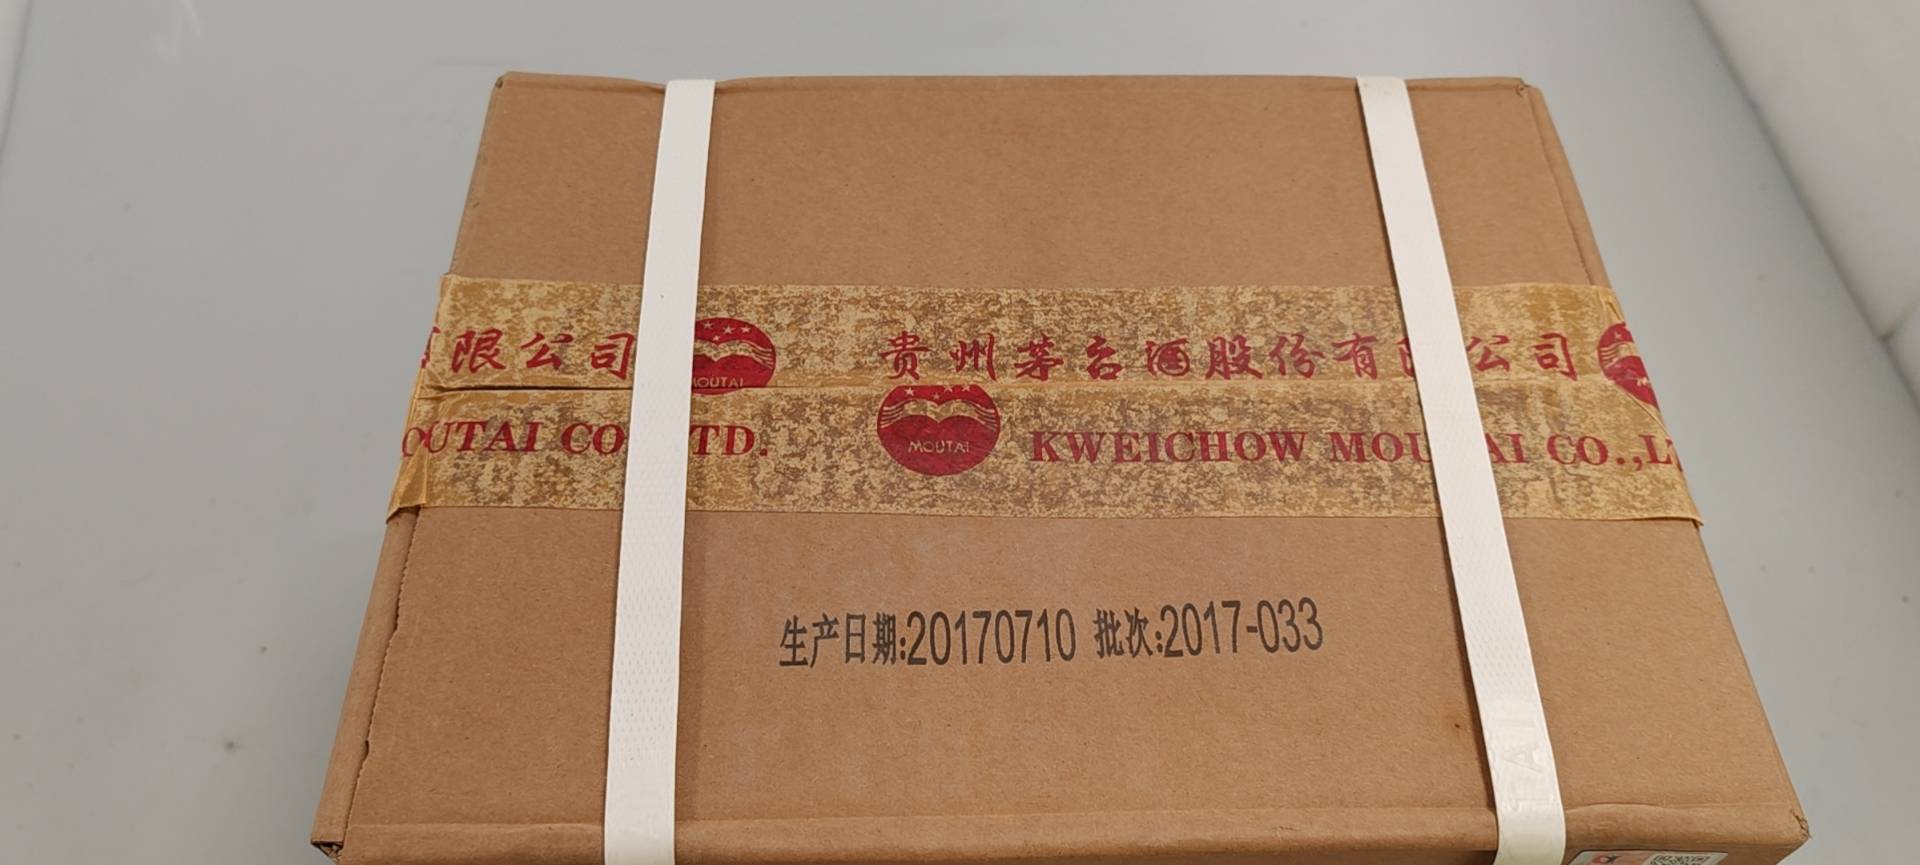 限公司 MOUTAI 贵州茅台酒股份有 公司
OUTAI CO TD. MOUTAI KWEICHOW MOU AI CO.,L
生产日期:20170710 批次:2017-033
TAI